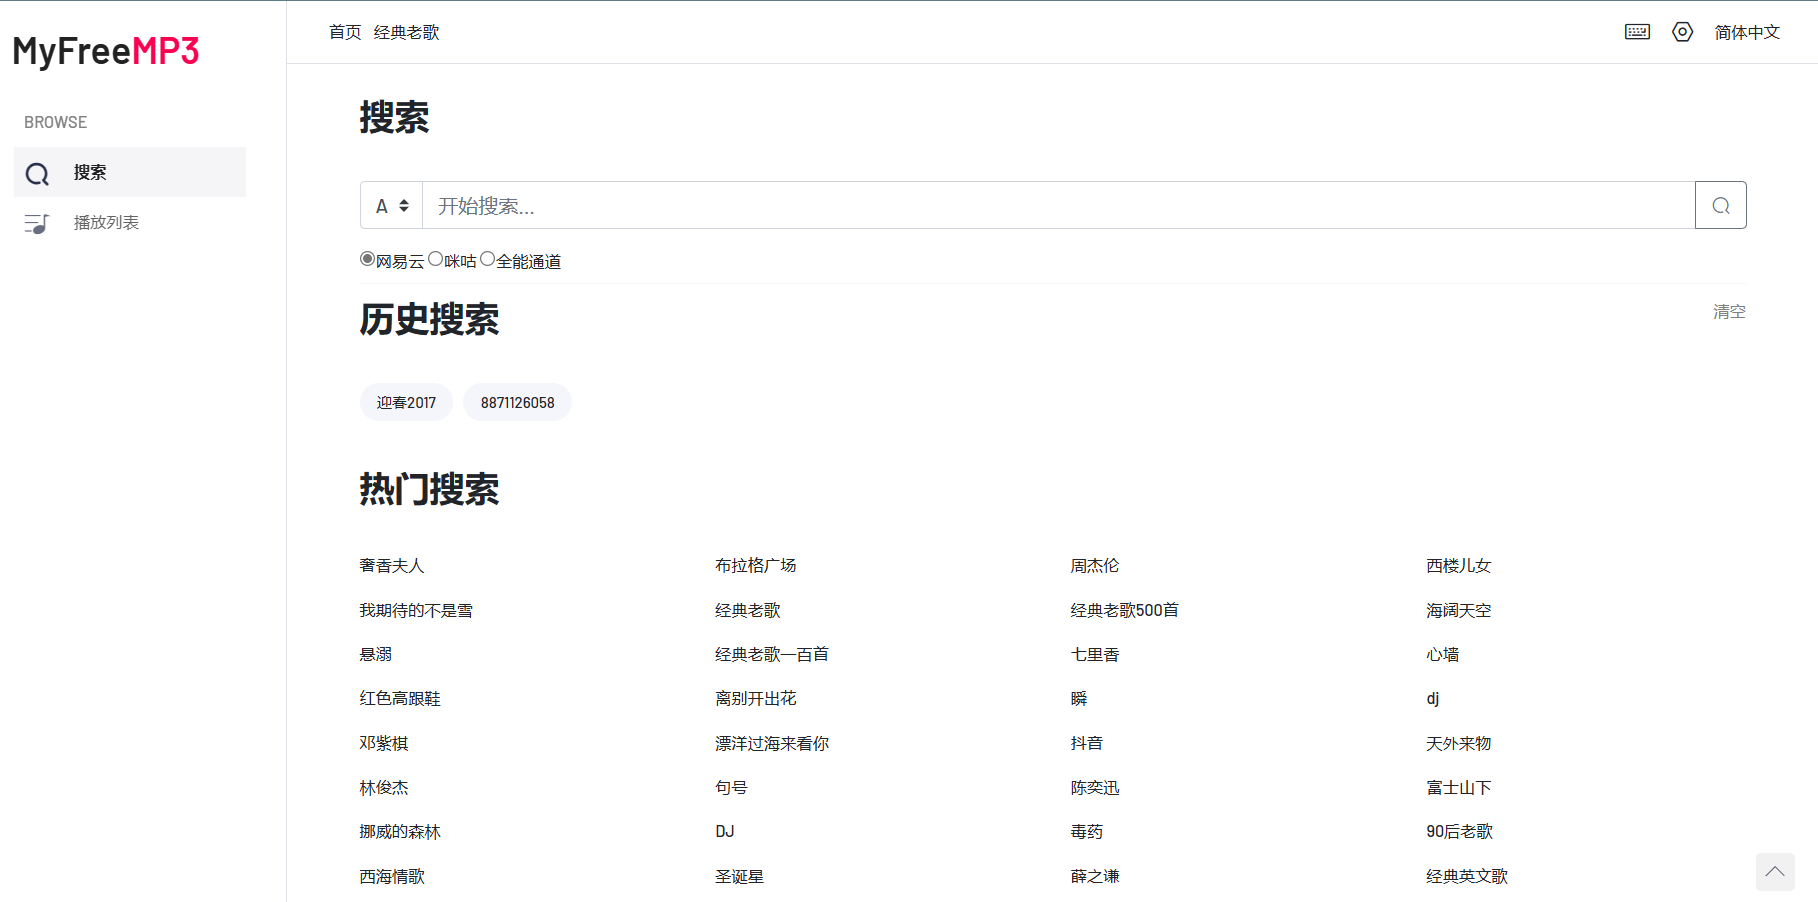 MyFreeMP3
首页 经典老歌
简体中文
BROWSE
搜索
播放列表
搜索
A 开始搜索...
网易云 咪咕 全能通道
历史搜索 清空
迎春2017 8871126058
热门搜索
奢香夫人 布拉格广场 周杰伦 西楼儿女
我期待的不是雪 经典老歌 经典老歌500首 海阔天空
悬溺 经典老歌一百首 七里香 心墙
红色高跟鞋 离别开出花 瞬 dj
邓紫棋 漂洋过海来看你 抖音 天外来物
林俊杰 句号 陈奕迅 富士山下
挪威的森林 DJ 毒药 90后老歌
西海情歌 圣诞星 薛之谦 经典英文歌